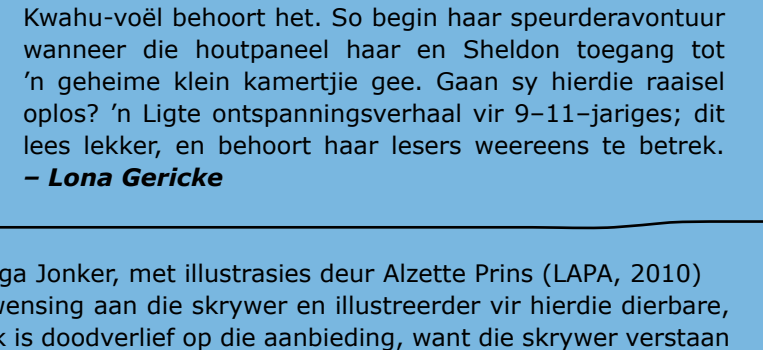 Kwahu-voël behoort het. So begin haar speurderavontuur
wanneer die houtpaneel haar en Sheldon toegang tot
’n geheime klein kamertjie gee. Gaan sy hierdie raaisel
oplos? ’n Ligte ontspanningsverhaal vir 9–11–jariges; dit
lees lekker, en behoort haar lesers weereens te betrek.
– Lona Gericke
Jonker, met illustrasies deur Alzette Prins (LAPA, 2010)
aan die skrywer en illustreerder vir hierdie dierbare,
is doodverlief op die aanbieding, want die skrywer verstaan